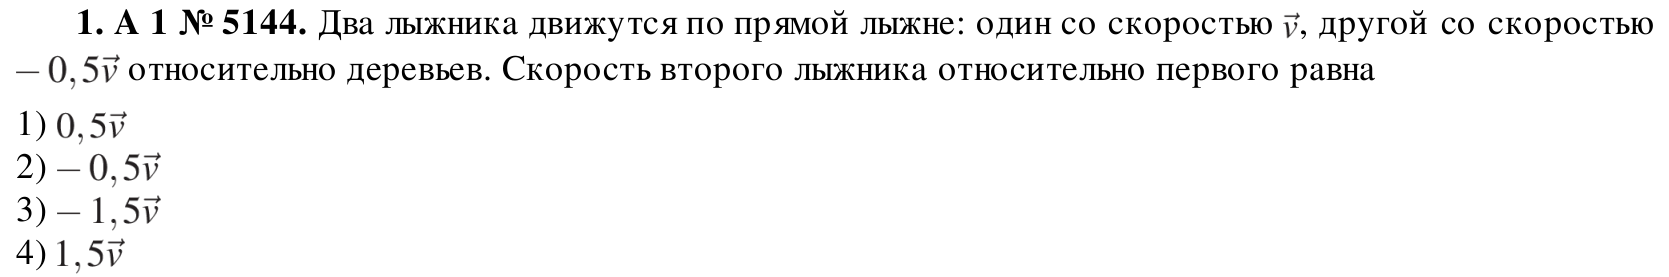 1. А 1 № 5144. Два лыжника движутся по прямой лыжне: один со скоростью v⃗, другой со скоростью
− 0,5v⃗ относительно деревьев. Скорость второго лыжника относительно первого равна
1) 0,5v⃗
2) − 0,5v⃗
3) − 1,5v⃗
4) 1,5v⃗